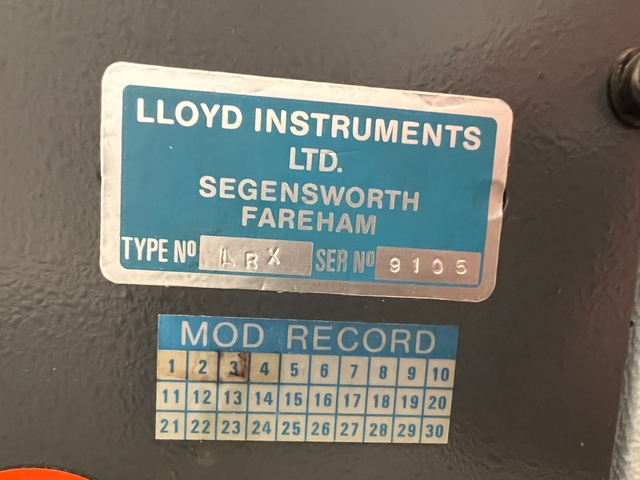 LLOYD INSTRUMENTS
LTD.
SEGENSWORTH
FAREHAM
TYPE Nº LRX SER Nº 9105
MOD RECORD
1 2 3 4 5 6 7 8 9 10
11 12 13 14 15 16 17 18 19 20
21 22 23 24 25 26 27 28 29 30